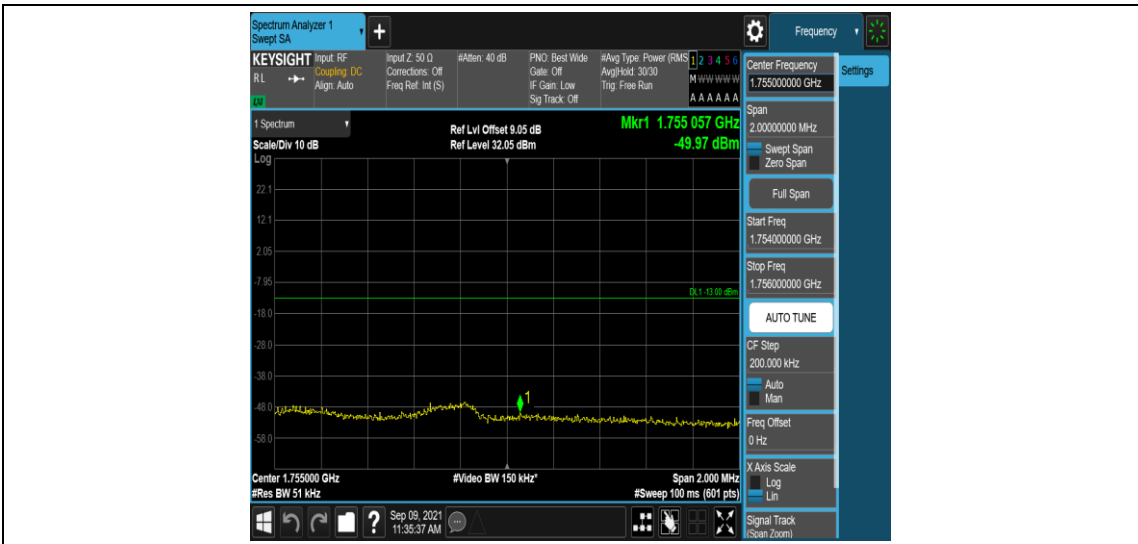 Spectrum Analyzer 1
Swept SA
+
Frequency
KEYSIGHT
RL
Input: RF
Coupling: DC
Align: Auto
Input Z: 50 Ω
Corrections: Off
Freq Ref: Int (S)
#Atten: 40 dB
PNO: Best Wide
Gate: Off
IF Gain: Low
Sig Track: Off
#Avg Type: Power (RMS
Avg|Hold: 30/30
Trig: Free Run
1 2 3 4 5 6
M W W W W W
A A A A A A
1 Spectrum
Scale/Div 10 dB
Log
Ref Lvl Offset 9.05 dB
Ref Level 32.05 dBm
Mkr1 1.755 057 GHz
-49.97 dBm
22.1
12.1
2.05
-7.95
DL1 -13.00 dBm
-18.0
-28.0
-38.0
-48.0
1
-58.0
Center 1.755000 GHz
#Res BW 51 kHz
#Video BW 150 kHz*
Span 2.000 MHz
#Sweep 100 ms (601 pts)
Center Frequency
1.755000000 GHz
Settings
Span
2.00000000 MHz
Swept Span
Zero Span
Full Span
Start Freq
1.754000000 GHz
Stop Freq
1.756000000 GHz
AUTO TUNE
CF Step
200.000 kHz
Auto
Man
Freq Offset
0 Hz
X Axis Scale
Log
Lin
Signal Track
(Span Zoom)
?
Sep 09, 2021
11:35:37 AM